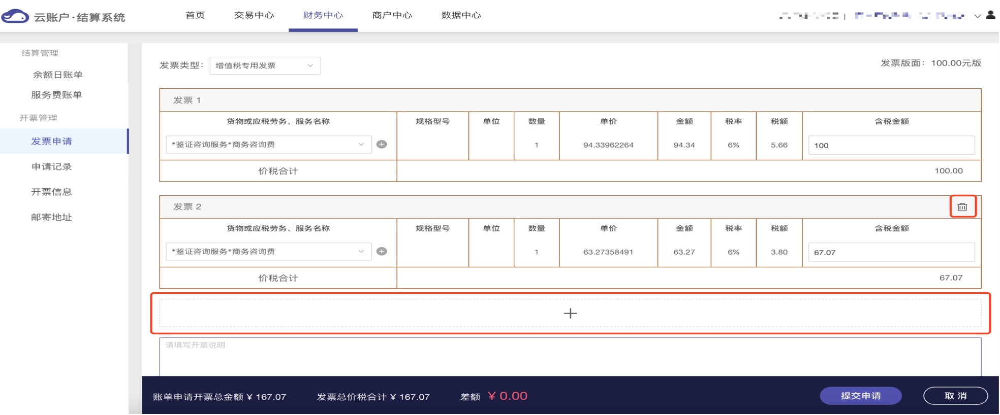 云账户·结算系统
首页 交易中心 财务中心 商户中心 数据中心
结算管理
余额日账单
服务费账单
开票管理
发票申请
申请记录
开票信息
邮寄地址
发票类型： 增值税专用发票
发票版面： 100.00元版
发票 1
货物或应税劳务、服务名称 规格型号 单位 数量 单价 金额 税率 税额 含税金额
*鉴证咨询服务*商务咨询费 1 94.33962264 94.34 6% 5.66 100
价税合计 100.00
发票 2
货物或应税劳务、服务名称 规格型号 单位 数量 单价 金额 税率 税额 含税金额
*鉴证咨询服务*商务咨询费 1 63.27358491 63.27 6% 3.80 67.07
价税合计 67.07
请填写开票说明
账单申请开票总金额 ¥ 167.07 发票总价税合计 ¥ 167.07 差额 ¥ 0.00
提交申请 取 消